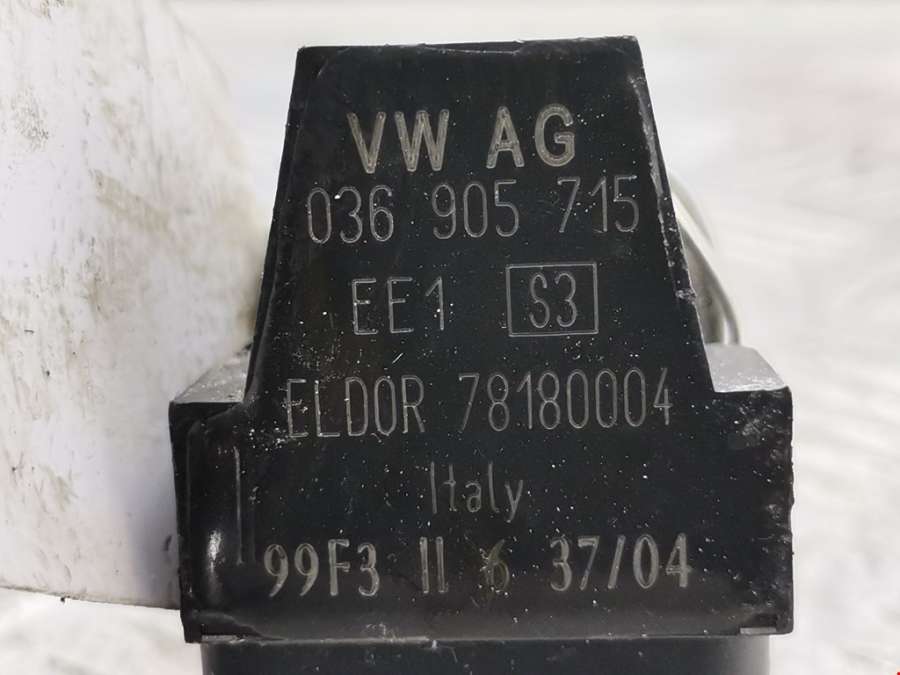 VW AG
036 905 715
EE1 S3
ELDOR 78180004
Italy
99F3 II 6 37/04